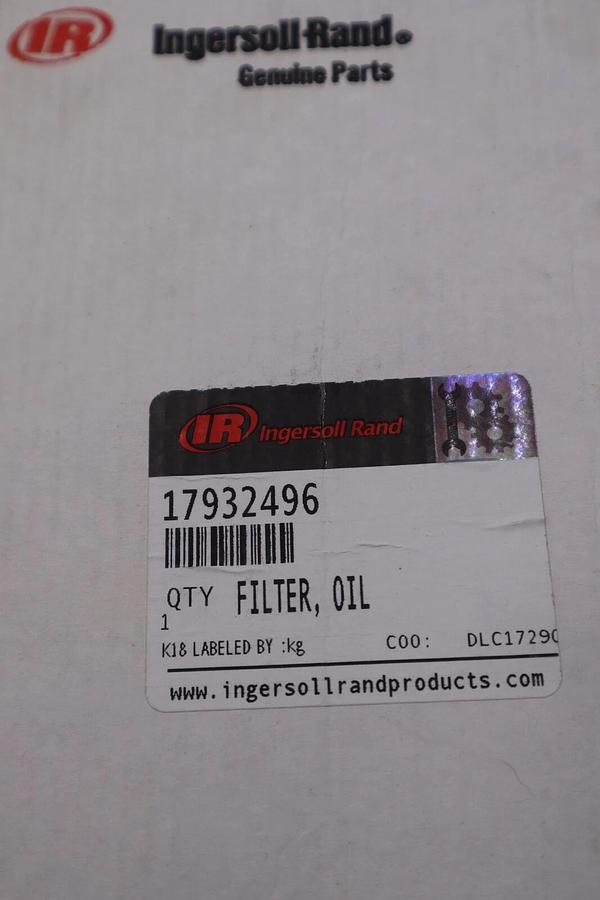 IR Ingersoll-Rand®
Genuine Parts
IR Ingersoll Rand
17932496
QTY FILTER, OIL
1
K18 LABELED BY :kg COO: DLC1729
www.ingersollrandproducts.com